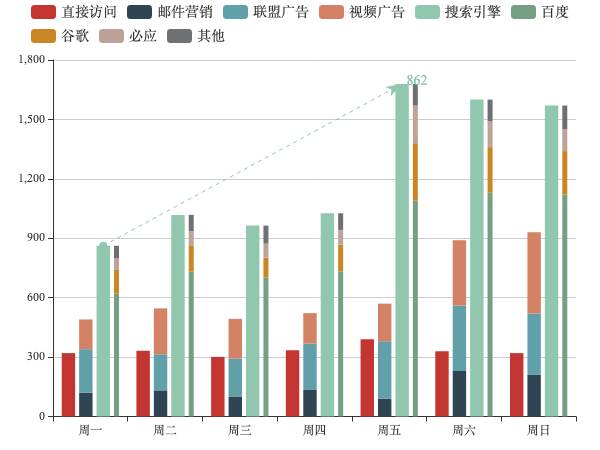 直接访问 邮件营销 联盟广告 视频广告 搜索引擎 百度
谷歌 必应 其他
1,800
862
1,500
1,200
900
600
300
0
周一 周二 周三 周四 周五 周六 周日